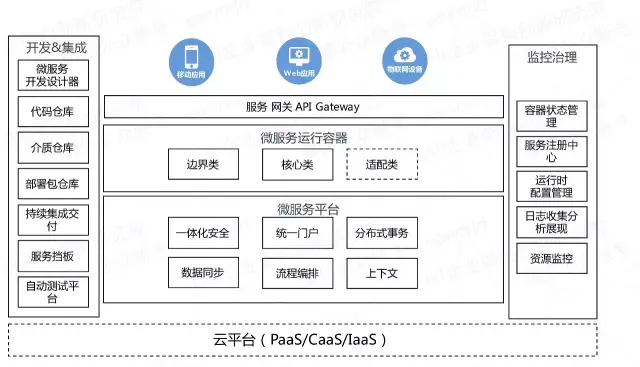 开发&集成
微服务
开发设计器
代码仓库
介质仓库
部署包仓库
持续集成交
付
服务挡板
自动测试平
台
移动应用
Web应用
物联网设备
服务 网关 API Gateway
微服务运行容器
边界类
核心类
适配类
微服务平台
一体化安全
统一门户
分布式事务
数据同步
流程编排
上下文
监控治理
容器状态管
理
服务注册中
心
运行时
配置管理
日志收集分
析展现
资源监控
云平台（PaaS/CaaS/IaaS）